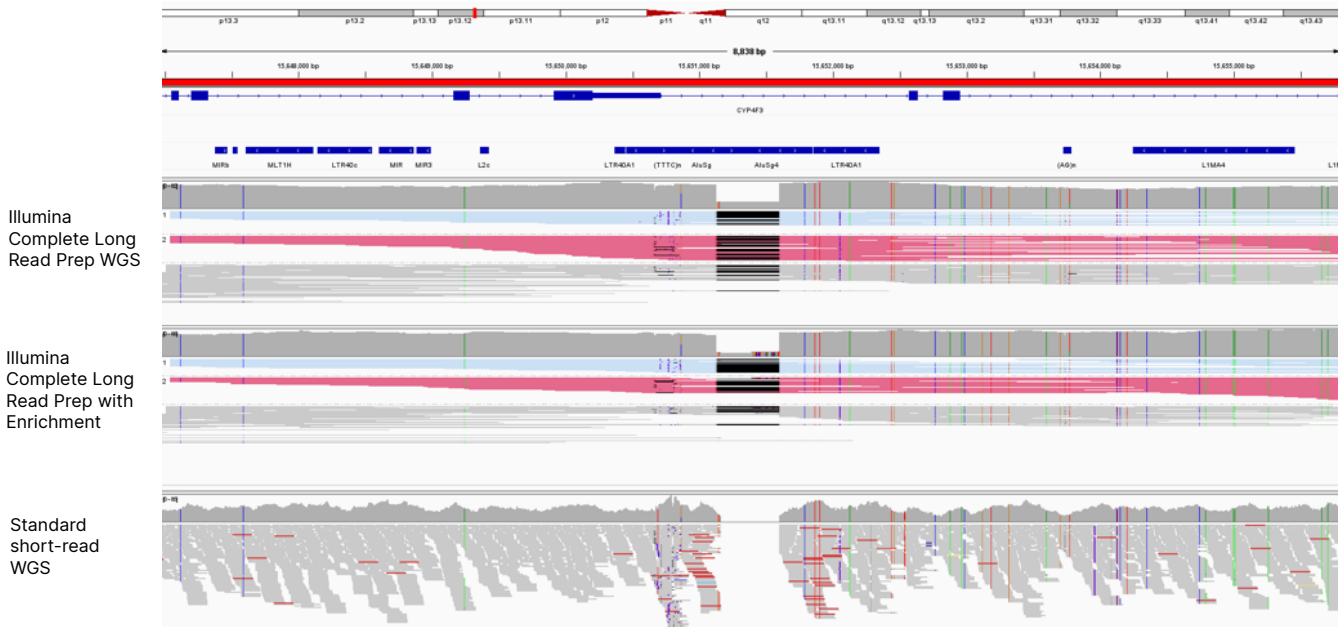 p13.3 p13.2 p13.13 p13.12 p13.11 p12 p11 q11 q12 q13.11 q13.12 q13.13 q13.2 q13.31 q13.32 q13.33 q13.41 q13.42 q13.43
8,838 bp
15,648,000 bp 15,649,000 bp 15,650,000 bp 15,651,000 bp 15,652,000 bp 15,653,000 bp 15,654,000 bp 15,655,000 bp
CYP4F3
MIRb MLT1H LTR40c MIR MIR3 L2c LTR40A1 (TTTC)n AluSg AluSg4 LTR40A1 (AG)n L1MA4
Illumina
Complete Long
Read Prep WGS
1
2
Illumina
Complete Long
Read Prep with
Enrichment
1
2
Standard
short-read
WGS